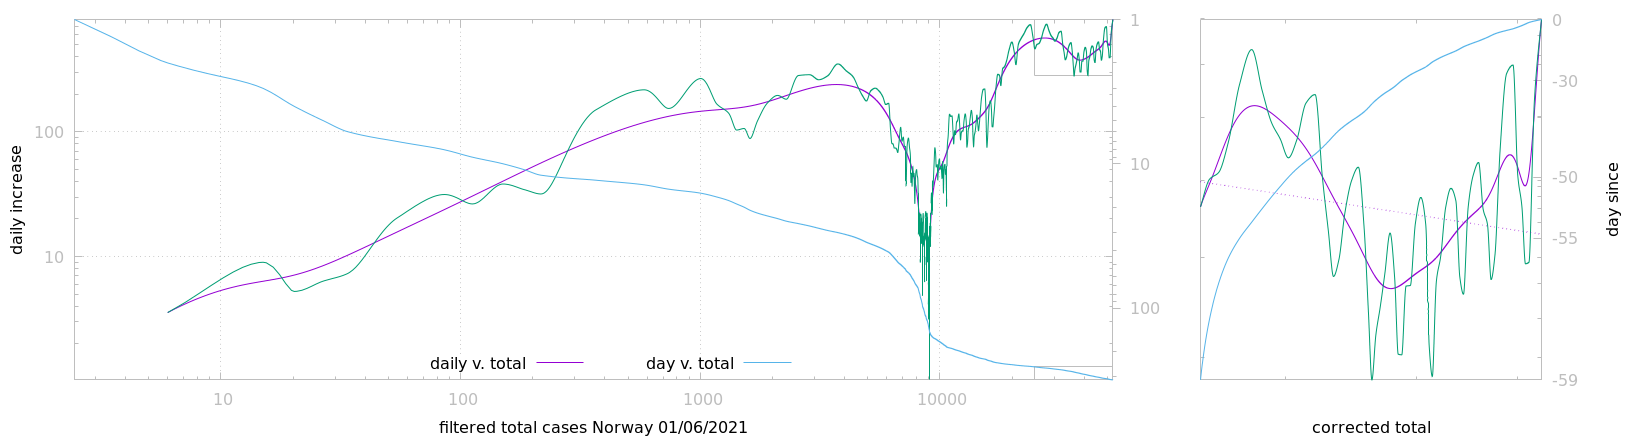 daily increase
100
10
1
10
100
daily v. total
day v. total
10
100
1000
10000
filtered total cases Norway 01/06/2021
0
-30
-50
-55
-59
day since
corrected total